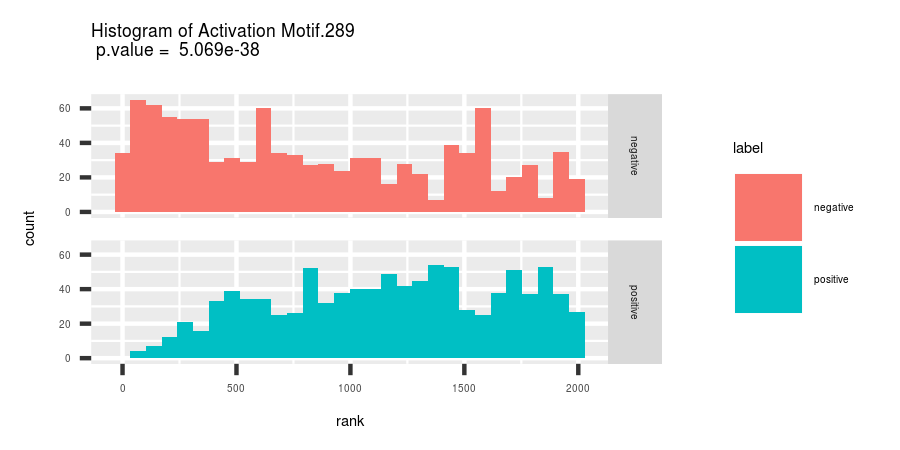 Histogram of Activation Motif.289
p.value = 5.069e-38
count
60
40
20
0
negative
60
40
20
0
positive
0 500 1000 1500 2000
rank
label
negative
positive